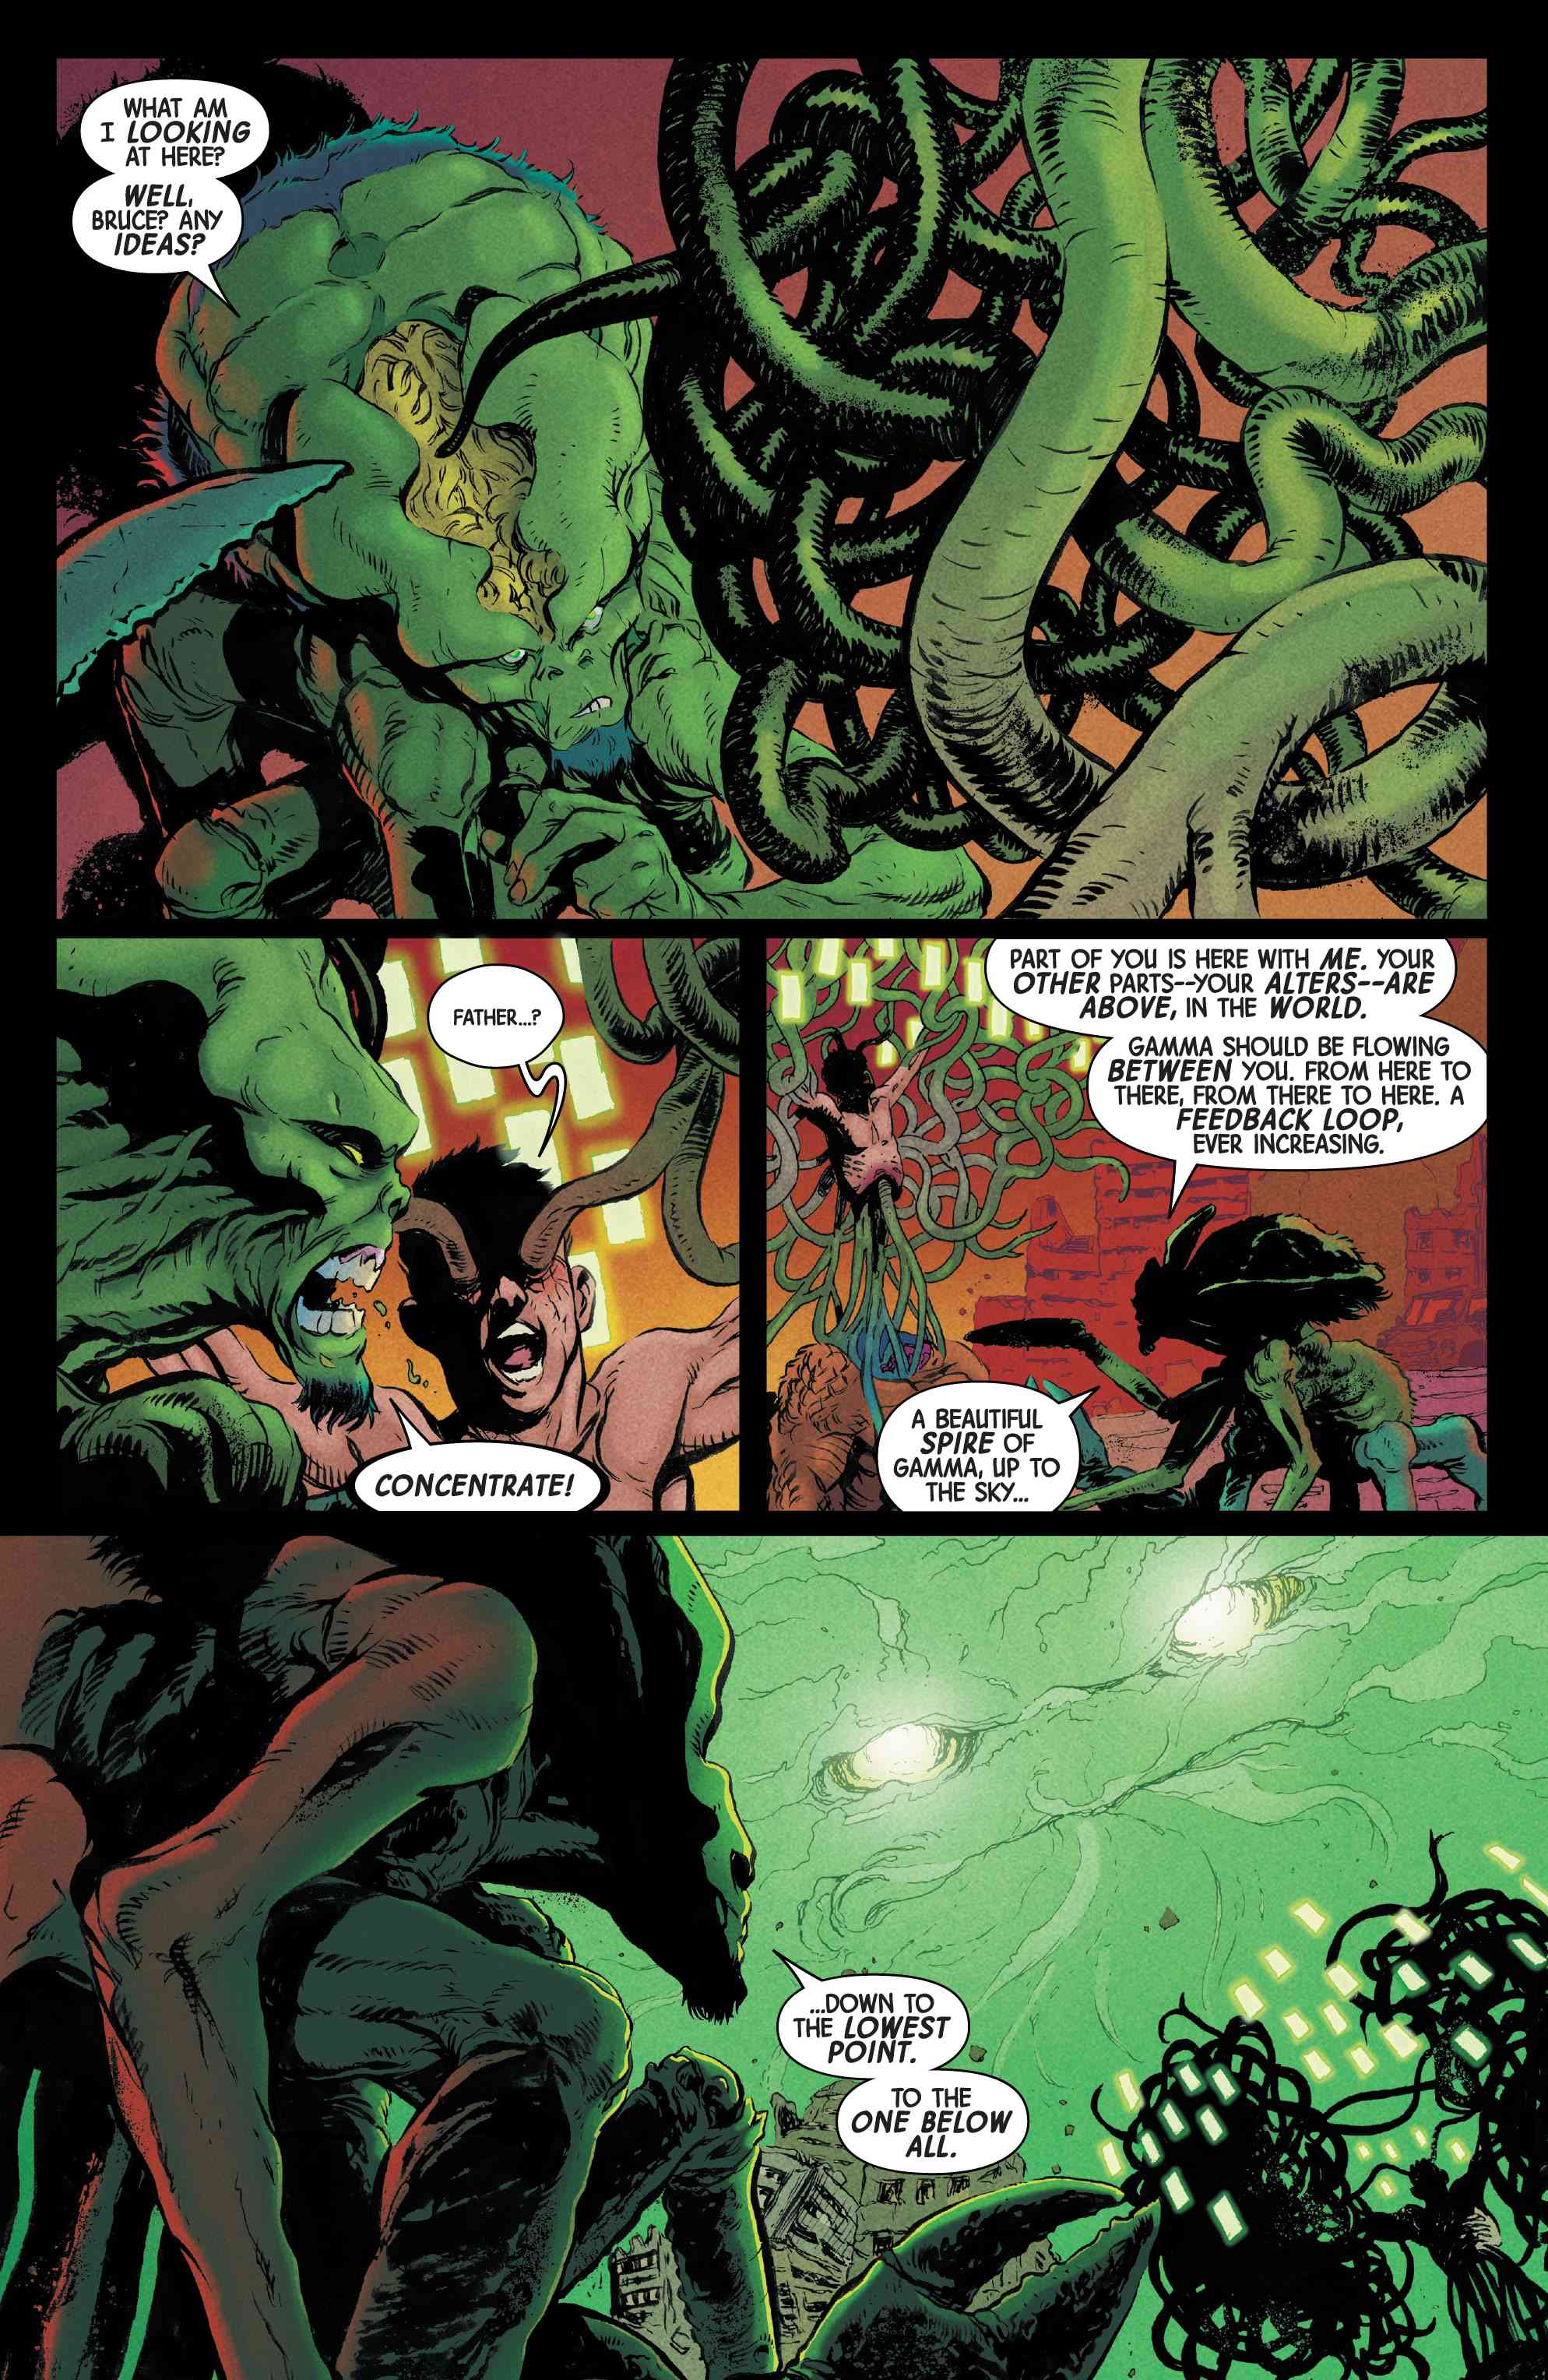 WHAT AM
I LOOKING
AT HERE?
WELL,
BRUCE? ANY
IDEAS?
FATHER...?
CONCENTRATE!
PART OF YOU IS HERE WITH ME. YOUR
OTHER PARTS--YOUR ALTERS--ARE
ABOVE, IN THE WORLD.
GAMMA SHOULD BE FLOWING
BETWEEN YOU. FROM HERE TO
THERE, FROM THERE TO HERE. A
FEEDBACK LOOP,
EVER INCREASING.
A BEAUTIFUL
SPIRE OF
GAMMA, UP TO
THE SKY...
...DOWN TO
THE LOWEST
POINT.
TO THE
ONE BELOW
ALL.